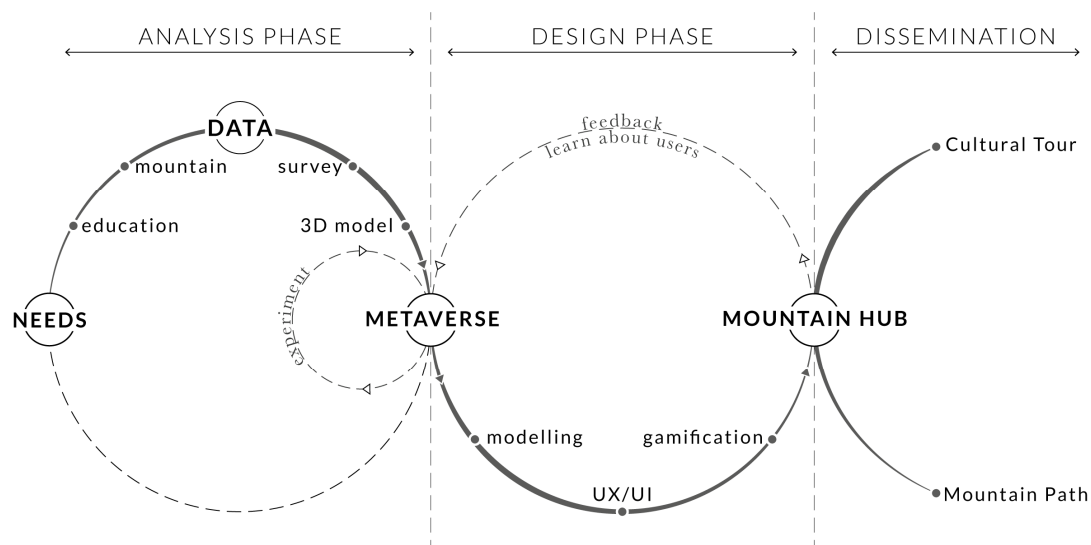 ANALYSIS PHASE
DESIGN PHASE
DISSEMINATION
DATA
mountain
survey
education
3D model
experiment
NEEDS
METAVERSE
feedback
learn about users
MOUNTAIN HUB
modelling
gamification
UX/UI
Cultural Tour
Mountain Path